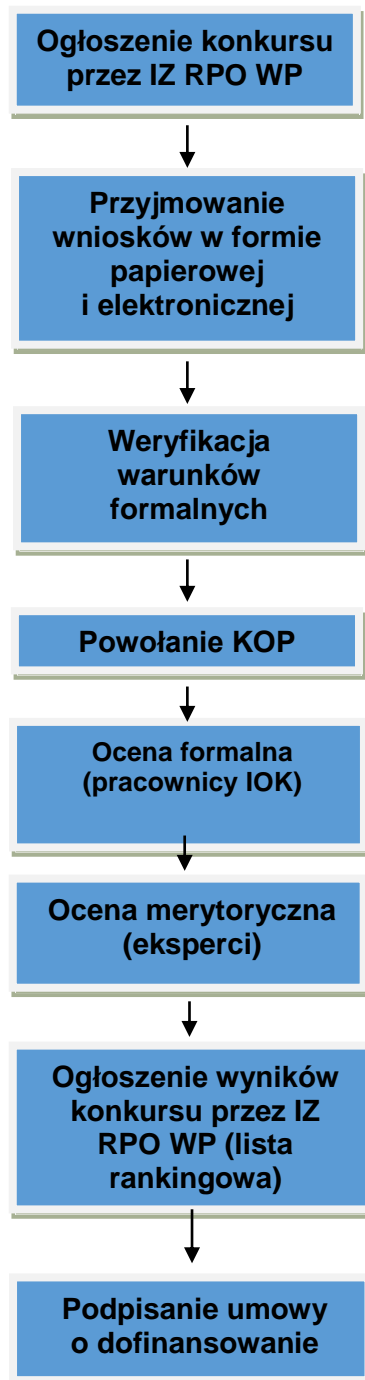 Ogłoszenie konkursu
przez IZ RPO WP
Przyjmowanie
wniosków w formie
papierowej
i elektronicznej
Weryfikacja
warunków
formalnych
Powołanie KOP
Ocena formalna
(pracownicy IOK)
Ocena merytoryczna
(eksperci)
Ogłoszenie wyników
konkursu przez IZ
RPO WP (lista
rankingowa)
Podpisanie umowy
o dofinansowanie